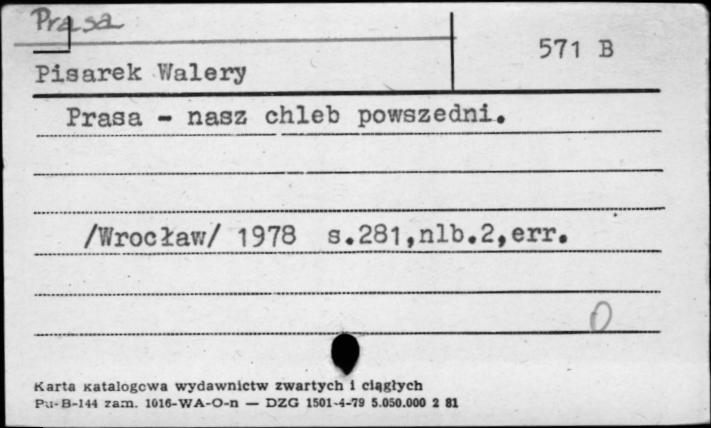 Prasa
571 B
Pisarek Walery
Prasa - nasz chleb powszedni.
/Wrocław/ 1978 s.281,nlb.2,err.
0
Karta katalogowa wydawnictw zwartych i ciągłych
Pu-B-144 zam. 1016-WA-O-n — DZG 1501-4-79 5.050.000 2 81